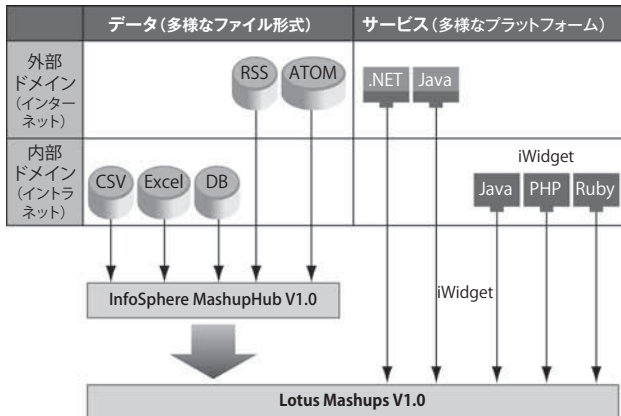 データ(多様なファイル形式)
サービス(多様なプラットフォーム)
外部
ドメイン
(インター
ネット)
RSS
ATOM
.NET
Java
内部
ドメイン
(イントラ
ネット)
CSV
Excel
DB
iWidget
Java
PHP
Ruby
InfoSphere MashupHub V1.0
iWidget
Lotus Mashups V1.0